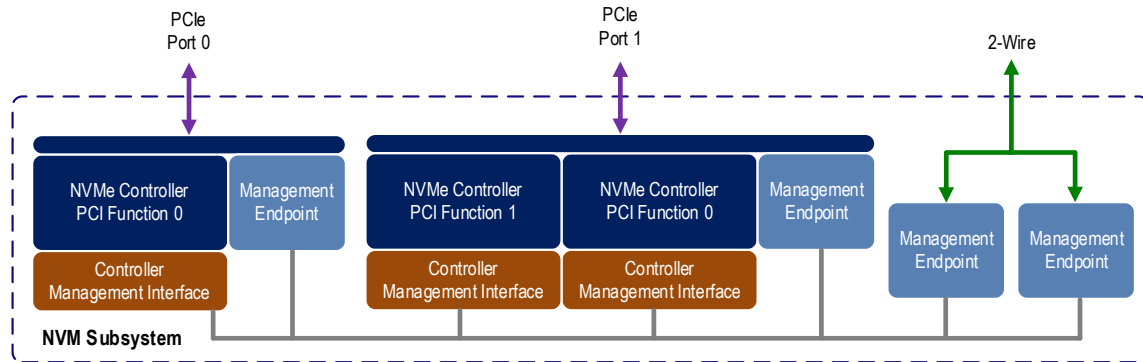 PCIe
Port 0
PCIe
Port 1
2-Wire
NVMe Controller
PCI Function 0
Management
Endpoint
NVMe Controller
PCI Function 1
NVMe Controller
PCI Function 0
Management
Endpoint
Management
Endpoint
Management
Endpoint
Controller
Management Interface
Controller
Management Interface
Controller
Management Interface
NVM Subsystem